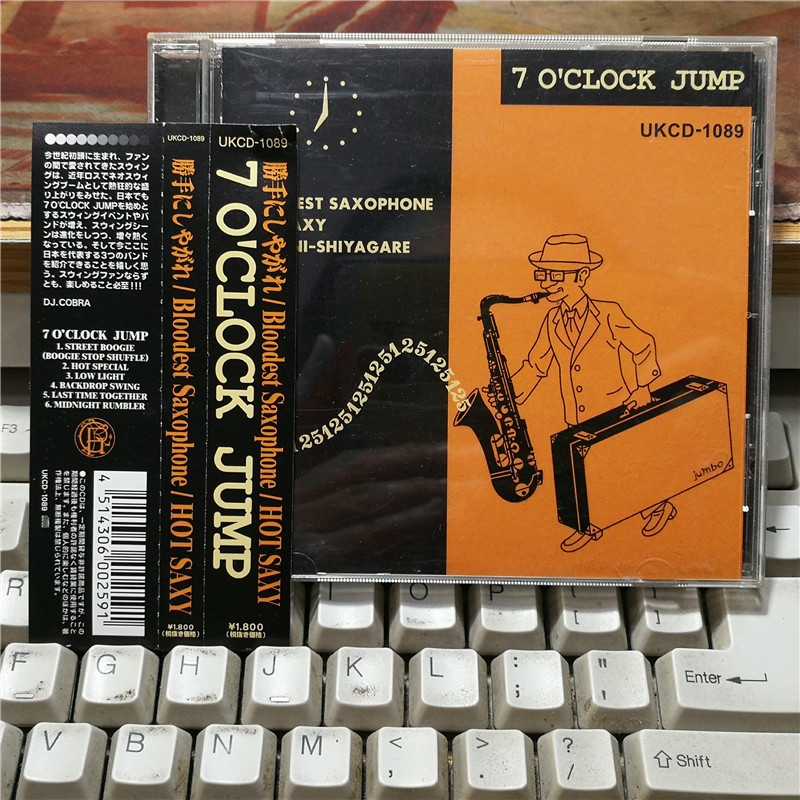 今世紀初頭に生まれ、ファン
の間で愛されてきたスウィン
グは、近年ロスでネオスウィ
ングブームとして熱狂的な盛
り上がりをみせた。日本でも
7 O'CLOCK JUMPを始めと
するスウィングイベントやバ
ンドが増え、スウィングシー
ンは進化をしつつ、増々熱く
なっている。そして今ここに
日本を代表する3つのバンド
を紹介できることを嬉しく思
う。スウィングファンならず
とも、楽しめること必至!!!
DJ.COBRA
7 O'CLOCK JUMP
1. STREET BOOGIE
(BOOGIE STOP SHUFFLE)
2. HOT SPECIAL
3. LOW LIGHT
4. BACKDROP SWING
5. LAST TIME TOGETHER
6. MIDNIGHT RUMBLER
UKCD-1089
4 514306 002591
UKCD-1089
勝手にしやがれ / Bloodest Saxophone / HOT SAXY
¥1.800
(税抜き価格)
UKCD-1089
勝手にしやがれ / Bloodest Saxophone / HOT SAXY
7 O'CLOCK JUMP
¥1.800
(税抜き価格)
7 O'CLOCK JUMP
UKCD-1089
EST SAXOPHONE
AXY
HI-SHIYAGARE
125125125125125125125125
jumbo
F3
R
I
O
P
{
[
}
]
F
G
H
J
K
L
:
;
"
'
Enter
V
B
N
M
<
,
>
.
?
/
Shift